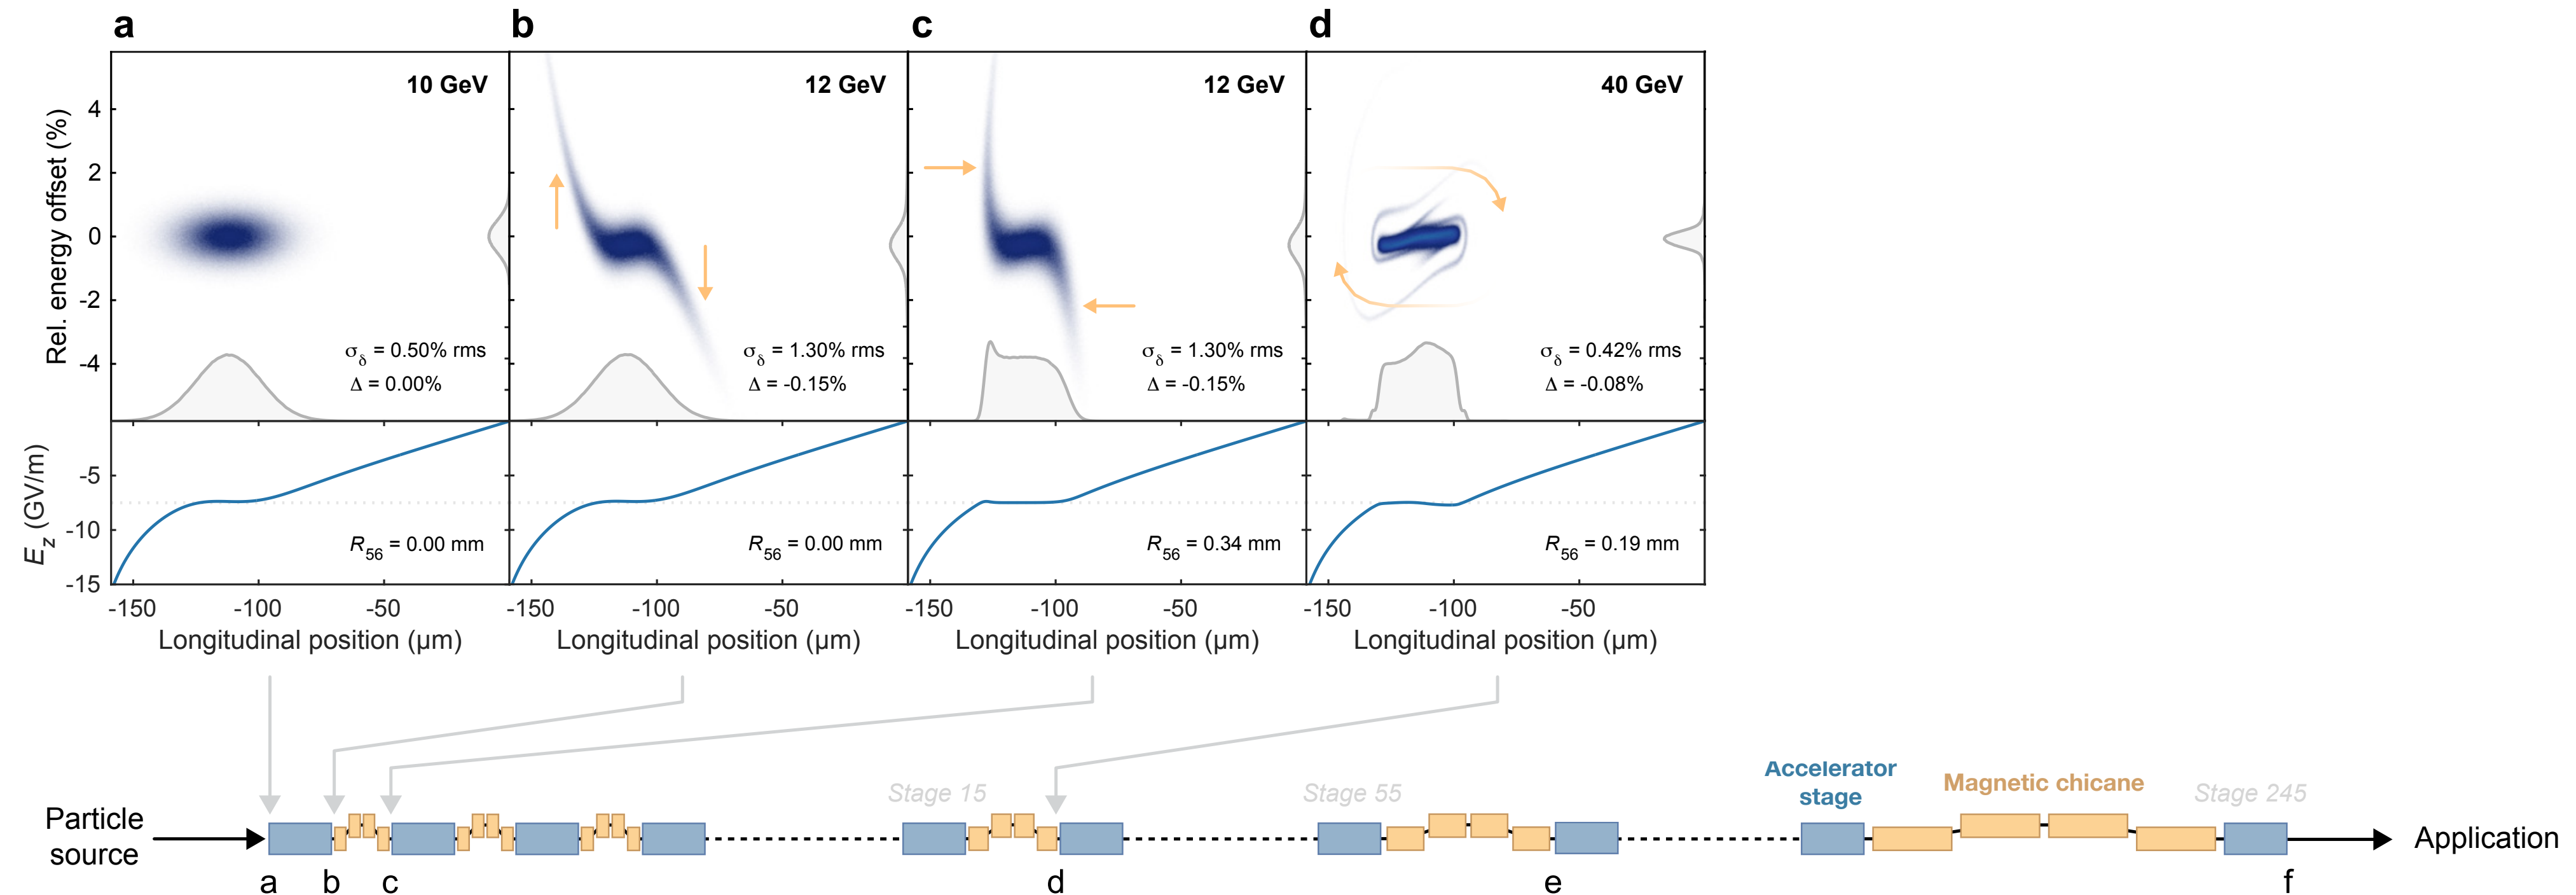 a
b
c
d
10 GeV
12 GeV
12 GeV
40 GeV
Rel. energy offset (%)
4
2
0
-2
-4
σδ = 0.50% rms
Δ = 0.00%
σδ = 1.30% rms
Δ = -0.15%
σδ = 1.30% rms
Δ = -0.15%
σδ = 0.42% rms
Δ = -0.08%
Ez (GV/m)
-5
-10
-15
R56 = 0.00 mm
R56 = 0.00 mm
R56 = 0.34 mm
R56 = 0.19 mm
-150 -100 -50
-150 -100 -50
-150 -100 -50
-150 -100 -50
Longitudinal position (μm)
Longitudinal position (μm)
Longitudinal position (μm)
Longitudinal position (μm)
Particle
source
Stage 15
Stage 55
Accelerator
stage
Magnetic chicane
Stage 245
Application
a
b
c
d
e
f